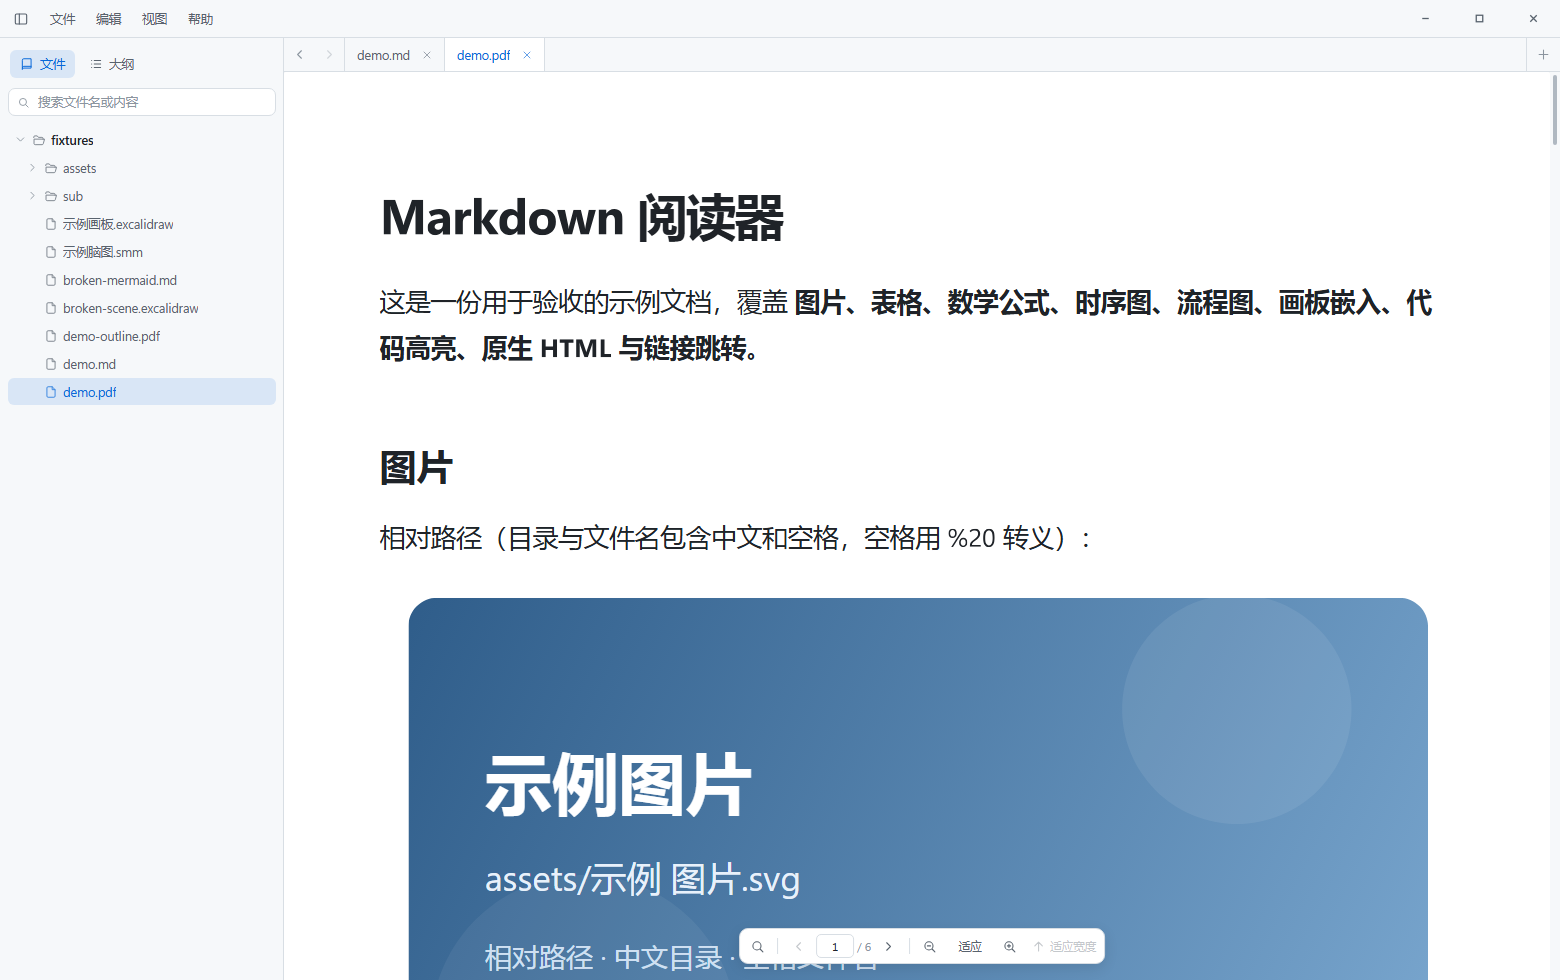 文件 编辑 视图 帮助
文件 大纲
demo.md demo.pdf
搜索文件名或内容
fixtures
assets
sub
示例画板.excalidraw
示例脑图.smm
broken-mermaid.md
broken-scene.excalidraw
demo-outline.pdf
demo.md
demo.pdf
Markdown 阅读器
这是一份用于验收的示例文档，覆盖 图片、表格、数学公式、时序图、流程图、画板嵌入、代
码高亮、原生 HTML 与链接跳转。
图片
相对路径（目录与文件名包含中文和空格，空格用 %20 转义）：
示例图片
assets/示例 图片.svg
相对路径 · 中文目录 ·
1 / 6 适应 适应宽度